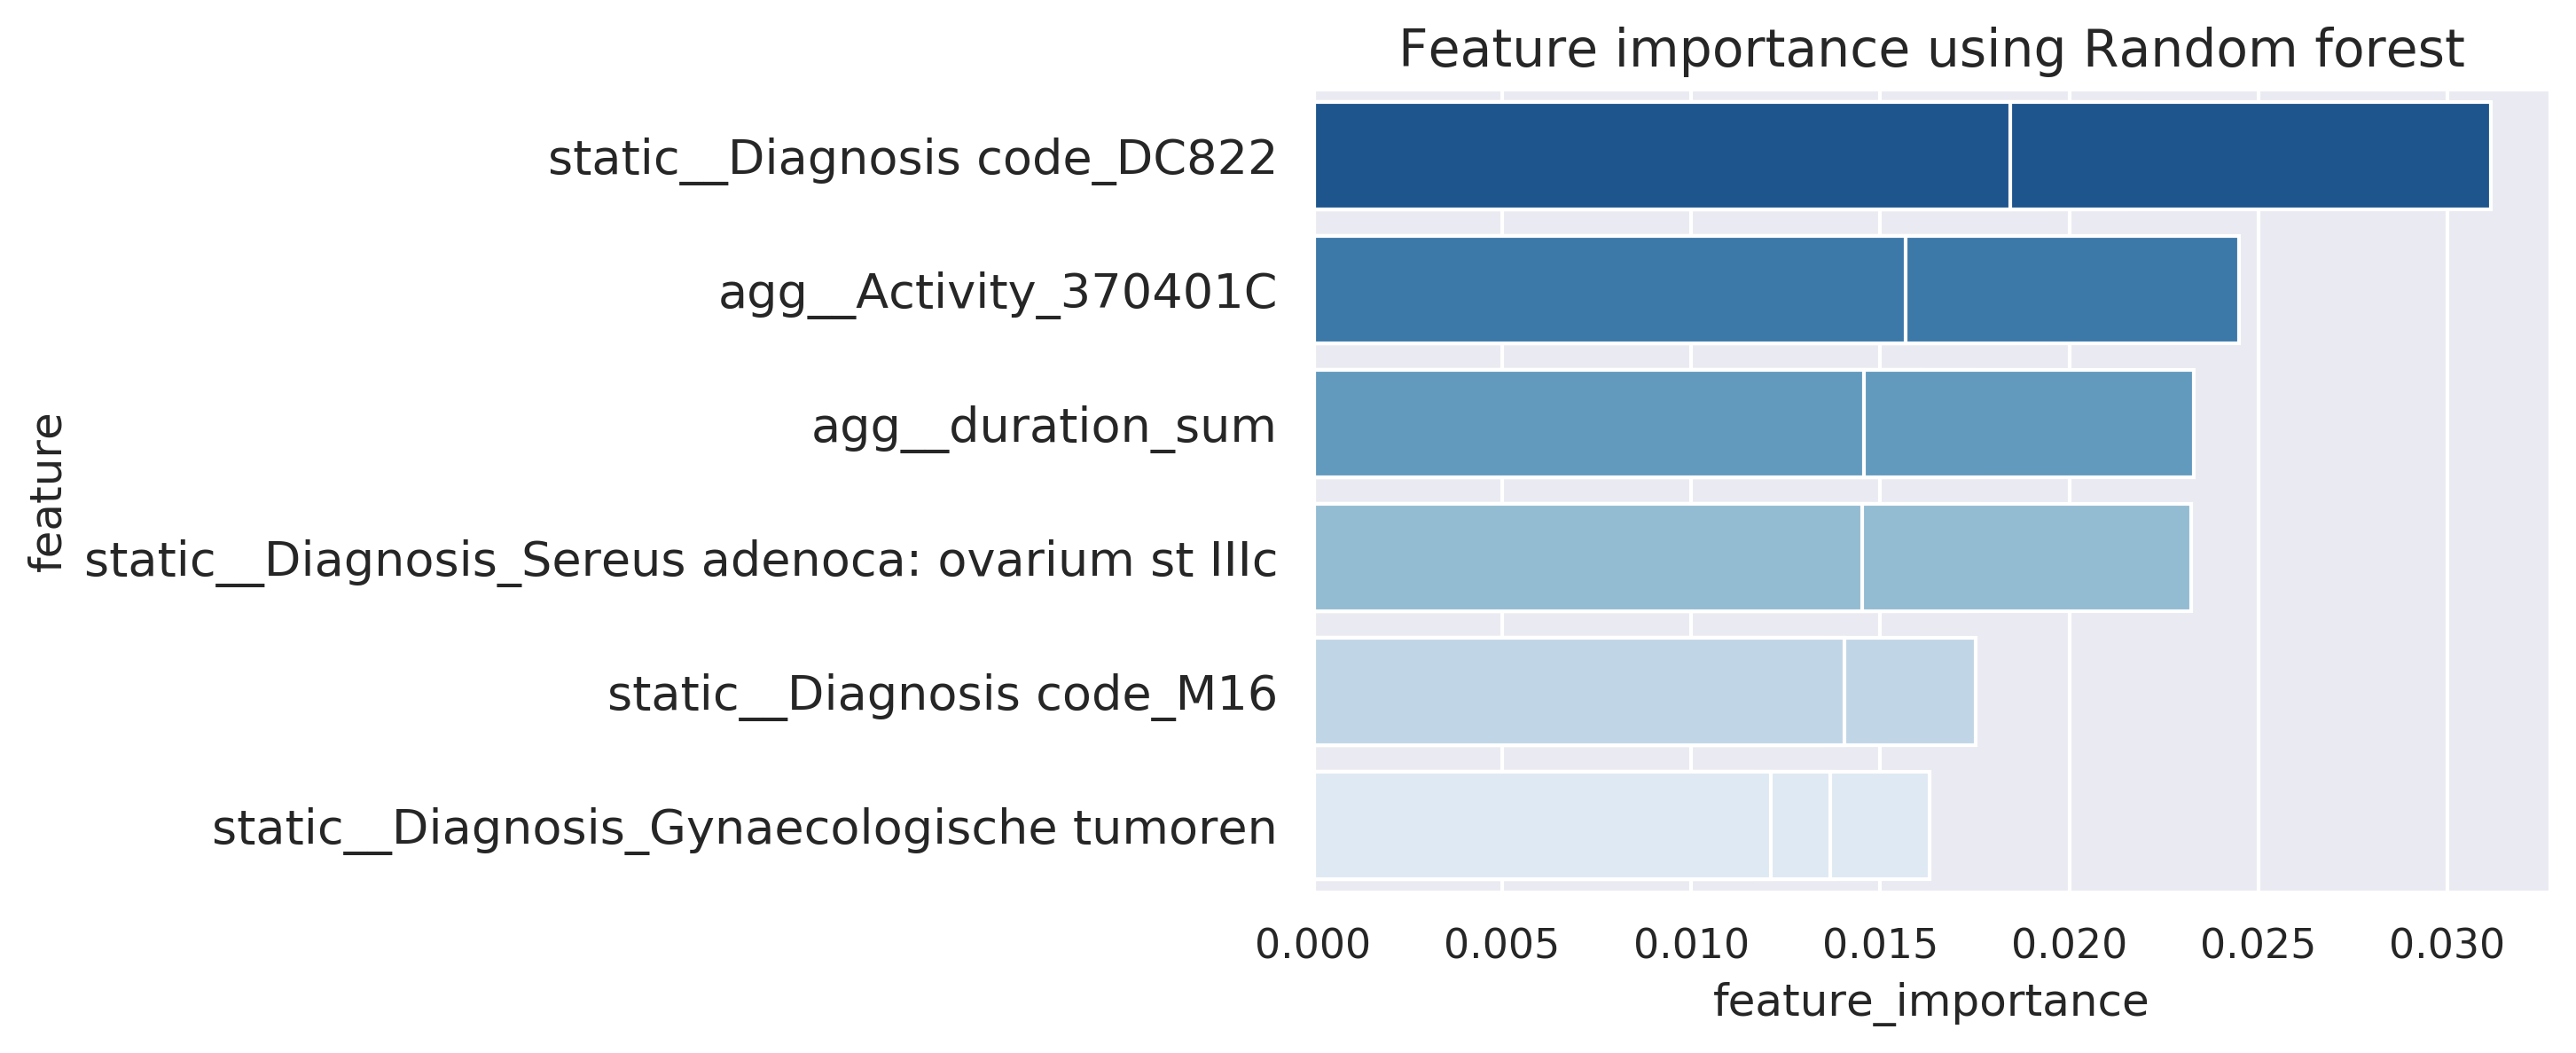 Feature importance using Random forest
feature
static__Diagnosis code_DC822
agg__Activity_370401C
agg__duration_sum
static__Diagnosis_Sereus adenoca: ovarium st IIIc
static__Diagnosis code_M16
static__Diagnosis_Gynaecologische tumoren
0.000 0.005 0.010 0.015 0.020 0.025 0.030
feature_importance